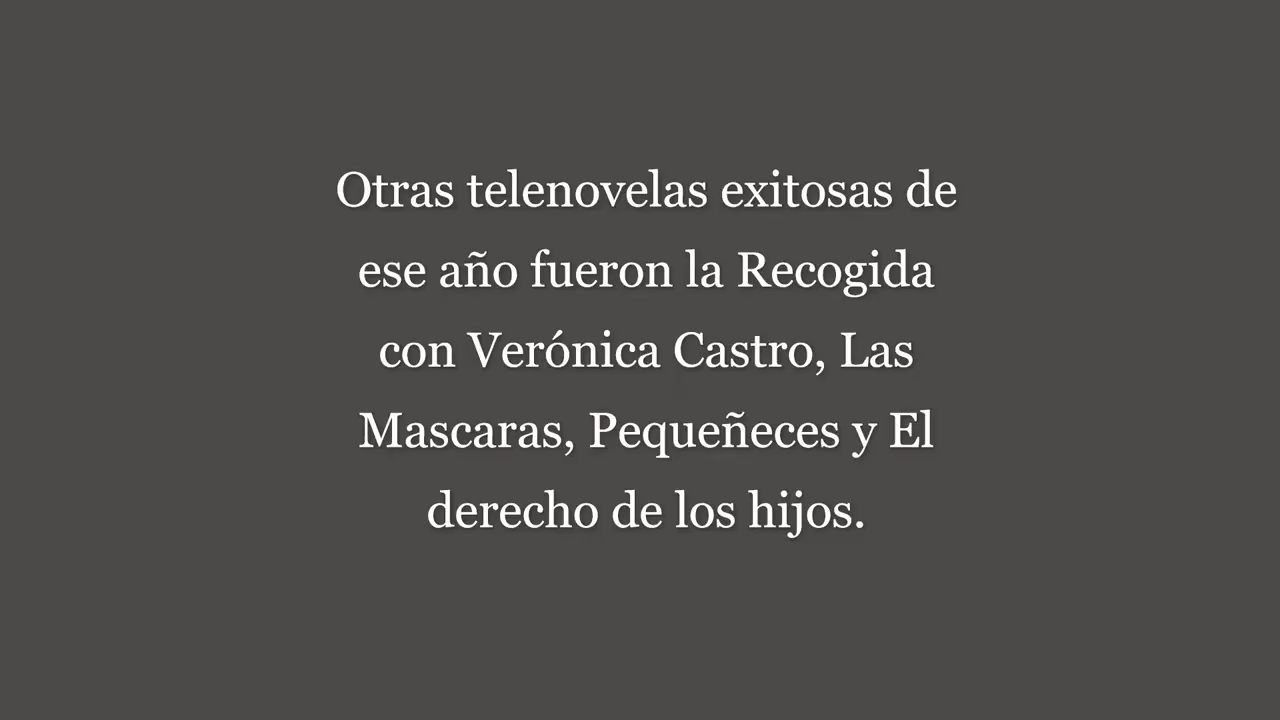 Otras telenovelas exitosas de
ese año fueron la Recogida
con Verónica Castro, Las
Mascaras, Pequeñeces y El
derecho de los hijos.